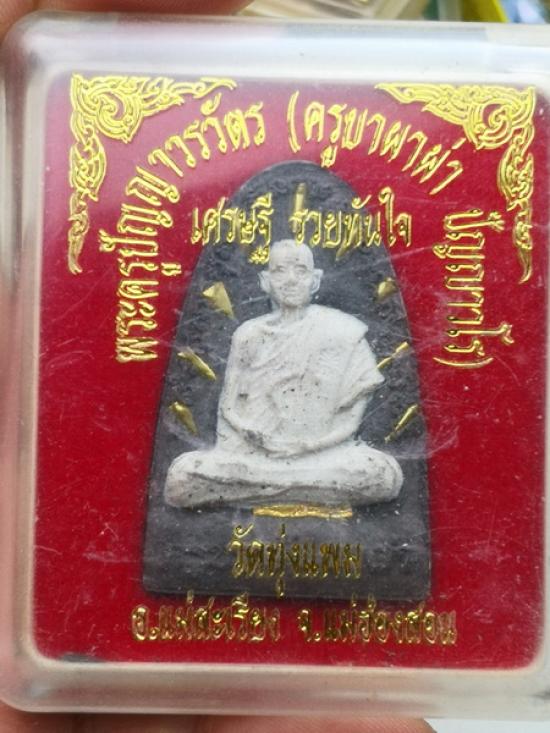 พระครูปัญญาวรวัตร (ครูบาผาผ่า ปัญญาวโร)
เศรษฐี รวยทันใจ
วัดทุ่งแพม
อ.แม่สะเรียง จ.แม่ฮ่องสอน